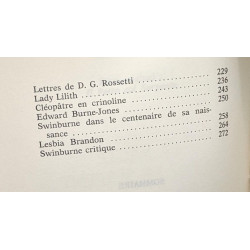 Lettres de D. G. Rossetti 229
Lady Lilith 236
Cléopâtre en crinoline 243
Edward Burne-Jones 250
Swinburne dans le centenaire de sa nais-
sance 258
Lesbia Brandon 264
Swinburne critique 272